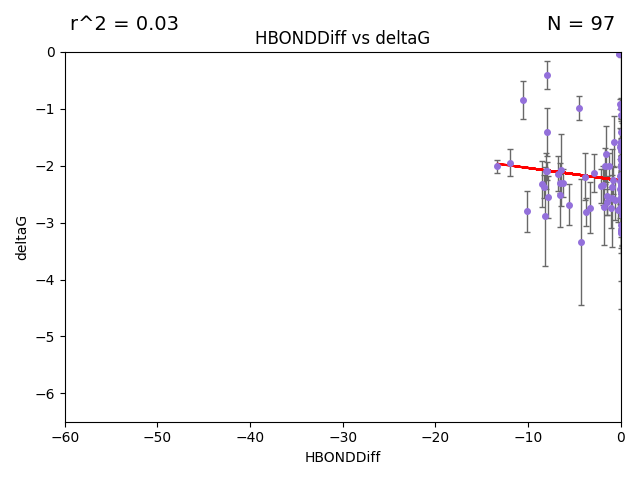 r^2 = 0.03
N = 97
HBONDDiff vs deltaG
0
−1
−2
−3
−4
−5
−6
deltaG
−60
−50
−40
−30
−20
−10
0
HBONDDiff